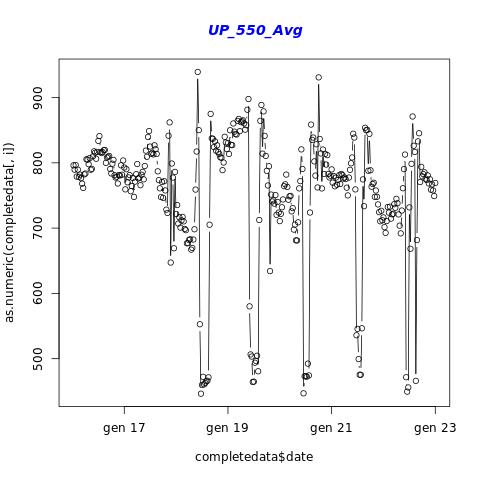 UP_550_Avg
as.numeric(completedata[, i])
900
800
700
600
500
gen 17
gen 19
gen 21
gen 23
completedata$date